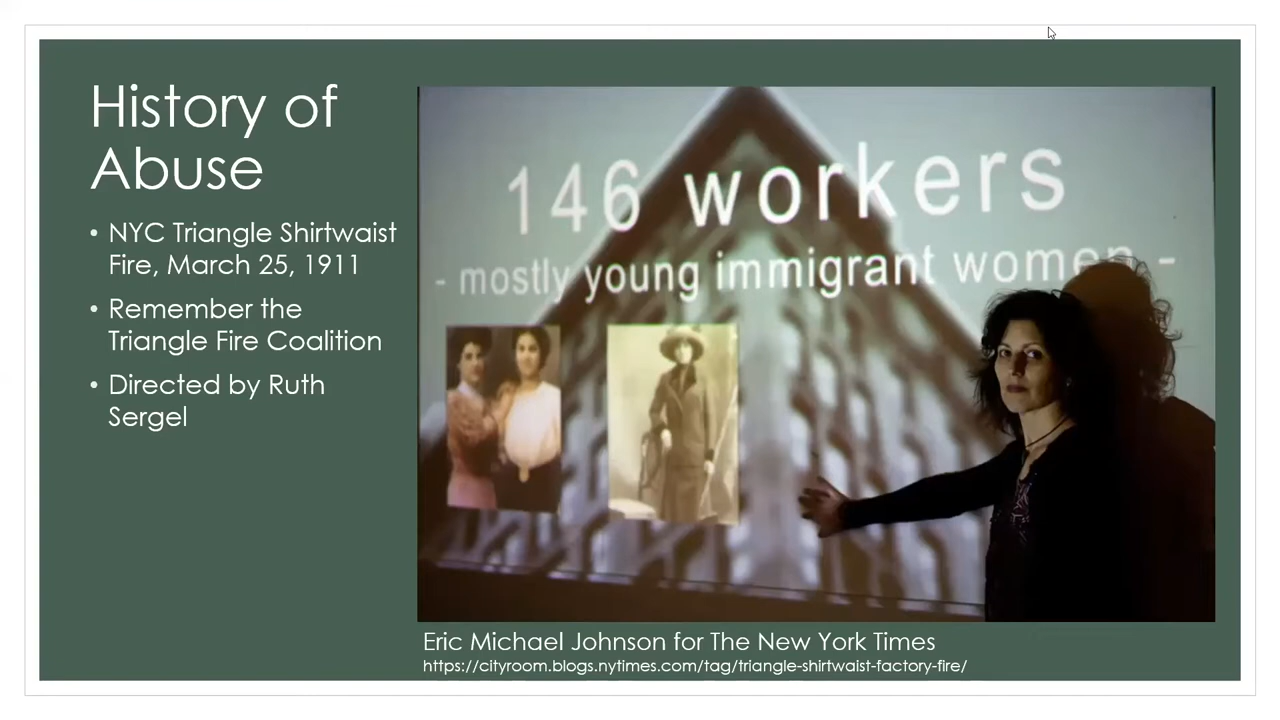 History of
Abuse
• NYC Triangle Shirtwaist
Fire, March 25, 1911
• Remember the
Triangle Fire Coalition
• Directed by Ruth
Sergel
146 workers
- mostly young immigrant women -
Eric Michael Johnson for The New York Times
https://cityroom.blogs.nytimes.com/tag/triangle-shirtwaist-factory-fire/